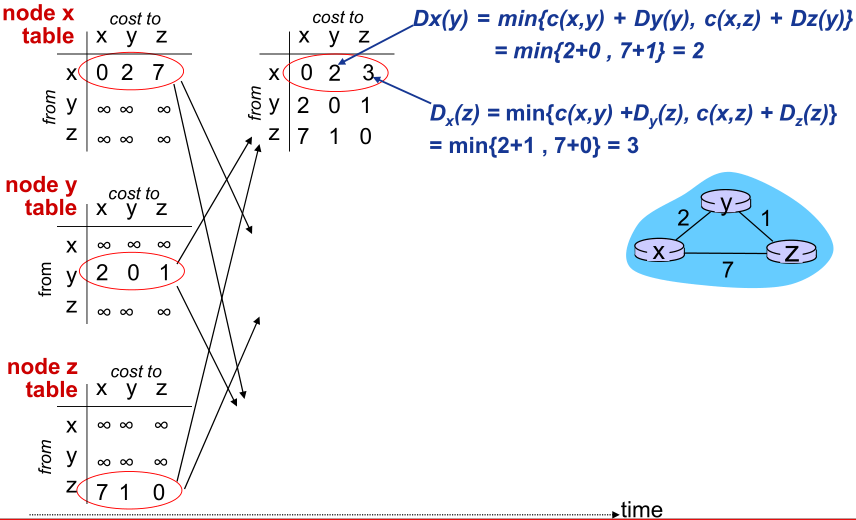 node x table
cost to
x y z
from
x 0 2 7
y ∞ ∞ ∞
z ∞ ∞ ∞
cost to
x y z
from
x 0 2 3
y 2 0 1
z 7 1 0
Dx(y) = min{c(x,y) + Dy(y), c(x,z) + Dz(y)}
= min{2+0 , 7+1} = 2
Dx(z) = min{c(x,y) +Dy(z), c(x,z) + Dz(z)}
= min{2+1 , 7+0} = 3
node y table
cost to
x y z
from
x ∞ ∞ ∞
y 2 0 1
z ∞ ∞ ∞
y
2 1
x z
7
node z table
cost to
x y z
from
x ∞ ∞ ∞
y ∞ ∞ ∞
z 7 1 0
time